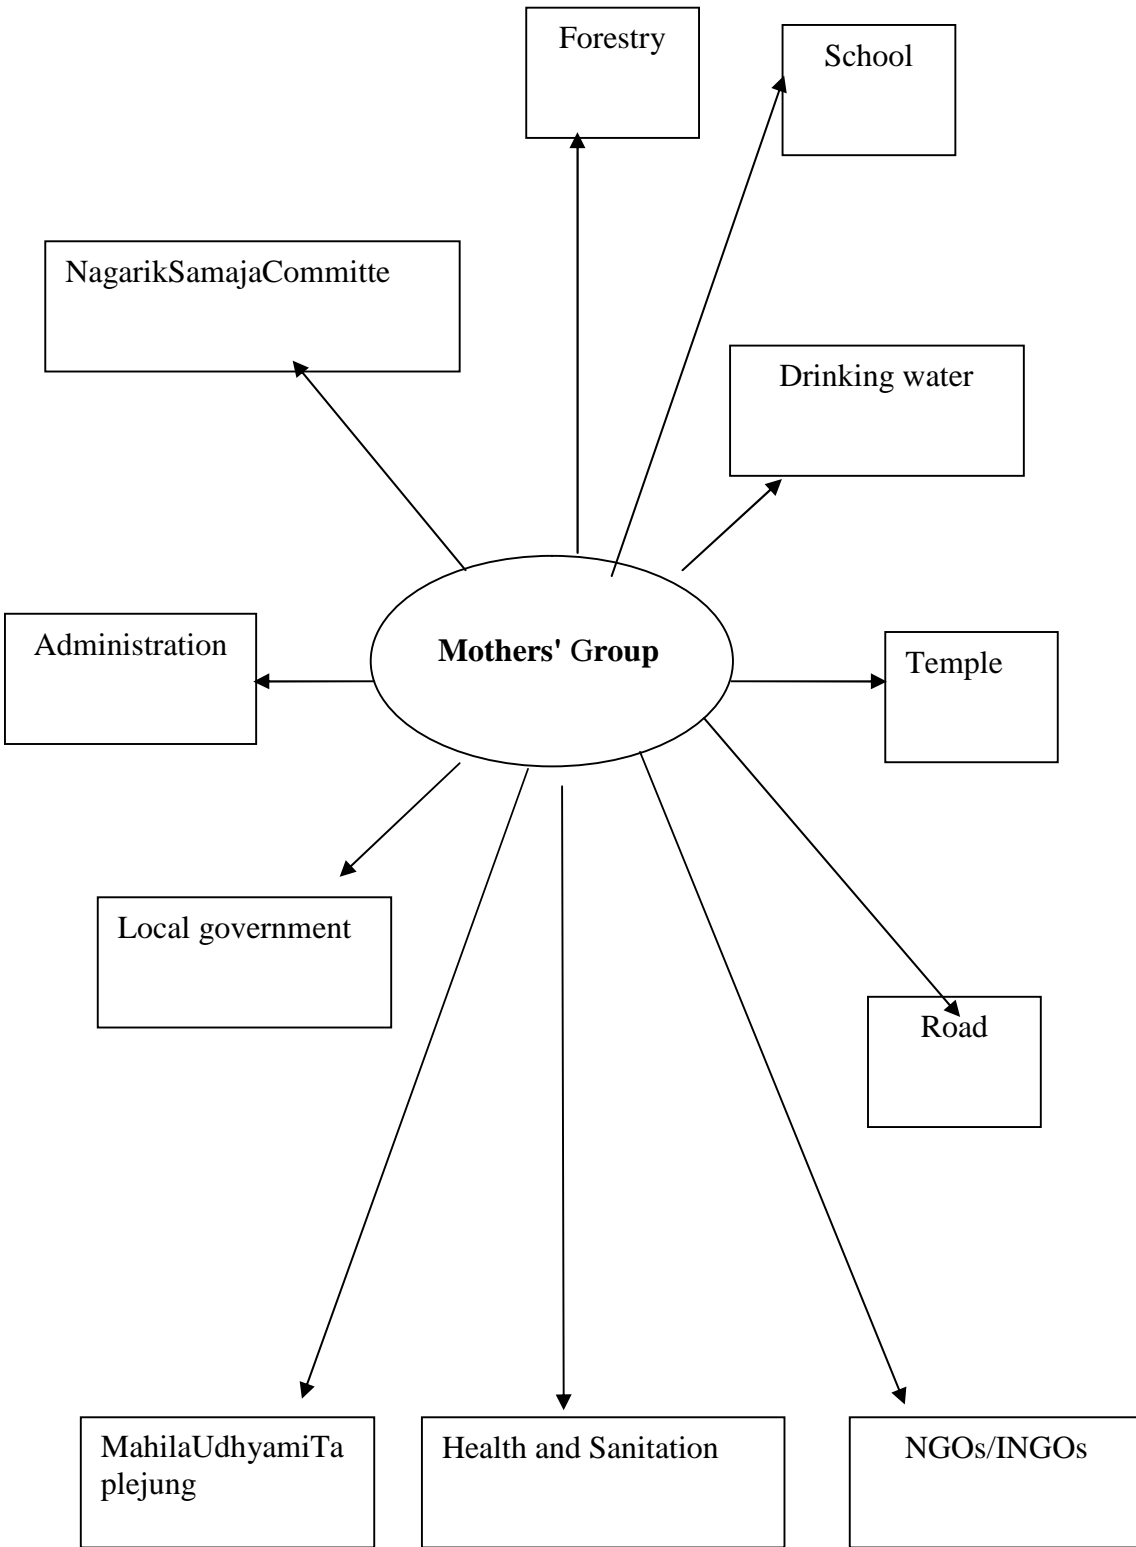 Forestry
School
NagarikSamajaCommitte
Drinking water
Administration
Mothers' Group
Temple
Local government
Road
MahilaUdhyamiTa
plejung
Health and Sanitation
NGOs/INGOs